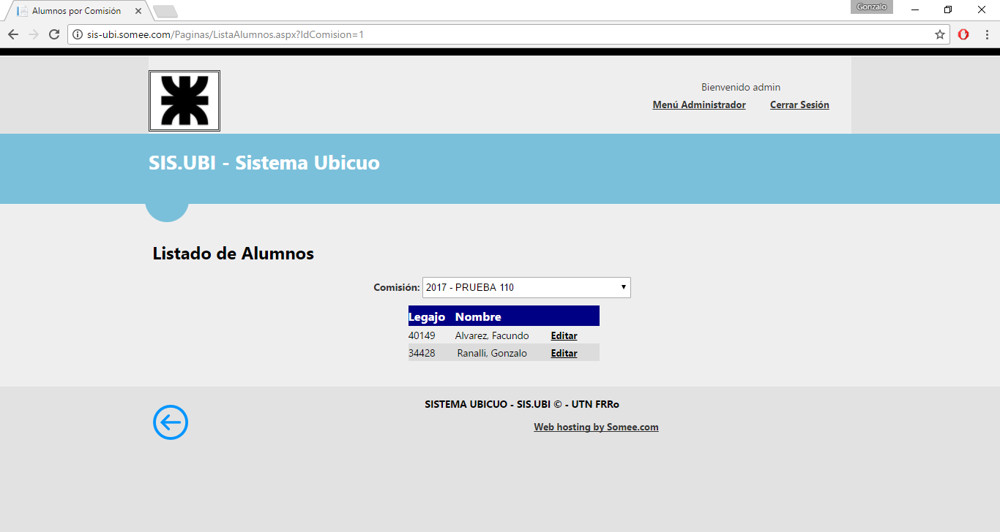 Alumnos por Comisión
Gonzalo
sis-ubi.somee.com/Paginas/ListaAlumnos.aspx?IdComision=1
Bienvenido admin
Menú Administrador Cerrar Sesión
SIS.UBI - Sistema Ubicuo
Listado de Alumnos
Comisión: 2017 - PRUEBA 110
Legajo Nombre
40149 Alvarez, Facundo Editar
34428 Ranalli, Gonzalo Editar
SISTEMA UBICUO - SIS.UBI © - UTN FRRo
Web hosting by Somee.com